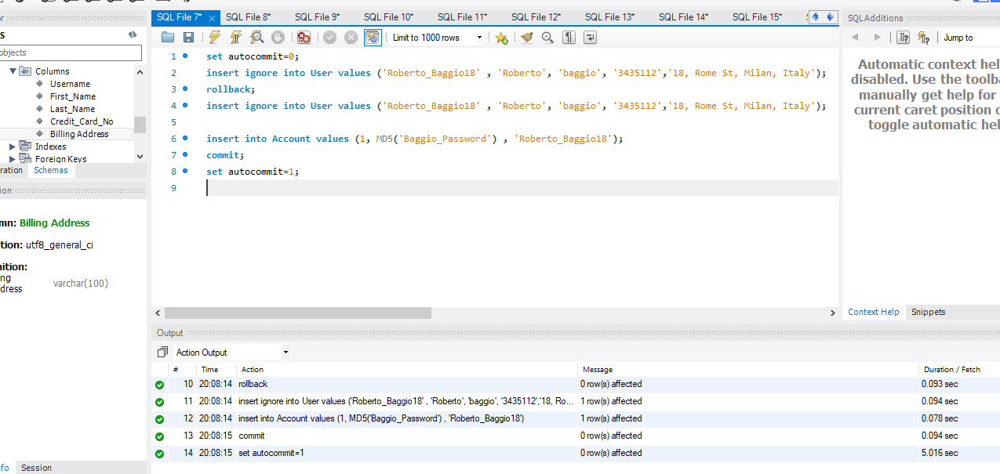 SQL File 7* SQL File 8* SQL File 9* SQL File 10* SQL File 11* SQL File 12* SQL File 13* SQL File 14* SQL File 15*
Limit to 1000 rows
1 set autocommit=0;
2 insert ignore into User values ('Roberto_Baggio18' , 'Roberto', 'baggio', '3435112','18, Rome St, Milan, Italy');
3 rollback;
4 insert ignore into User values ('Roberto_Baggio18' , 'Roberto', 'baggio', '3435112','18, Rome St, Milan, Italy');
5
6 insert into Account values (1, MD5('Baggio_Password') , 'Roberto_Baggio18');
7 commit;
8 set autocommit=1;
9
objects
Columns
Username
First_Name
Last_Name
Credit_Card_No
Billing Address
Indexes
Foreign Keys
ration Schemas
ion
mn: Billing Address
tion: utf8_general_ci
nition:
ng
dress varchar(100)
fo Session
SQLAdditions
Jump to
Automatic context hel
disabled. Use the toolba
manually get help for
current caret position o
toggle automatic hel
Context Help Snippets
Output
Action Output
# Time Action Message Duration / Fetch
10 20:08:14 rollback 0 row(s) affected 0.093 sec
11 20:08:14 insert ignore into User values ('Roberto_Baggio18' , 'Roberto', 'baggio', '3435112','18, Ro... 1 row(s) affected 0.094 sec
12 20:08:14 insert into Account values (1, MD5('Baggio_Password') , 'Roberto_Baggio18') 1 row(s) affected 0.078 sec
13 20:08:15 commit 0 row(s) affected 0.094 sec
14 20:08:15 set autocommit=1 0 row(s) affected 5.016 sec